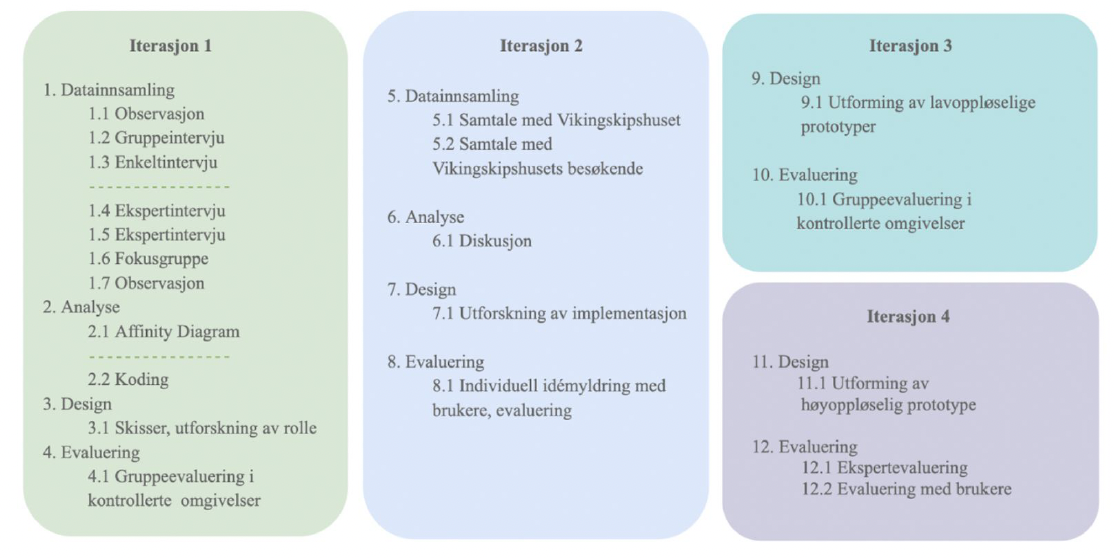 Iterasjon 1
1. Datainnsamling
1.1 Observasjon
1.2 Gruppeintervju
1.3 Enkeltintervju
1.4 Ekspertintervju
1.5 Ekspertintervju
1.6 Fokusgruppe
1.7 Observasjon
2. Analyse
2.1 Affinity Diagram
2.2 Koding
3. Design
3.1 Skisser, utforskning av rolle
4. Evaluering
4.1 Gruppeevaluering i
kontrollerte omgivelser
Iterasjon 2
5. Datainnsamling
5.1 Samtale med Vikingskipshuset
5.2 Samtale med
Vikingskipshusets besøkende
6. Analyse
6.1 Diskusjon
7. Design
7.1 Utforskning av implementasjon
8. Evaluering
8.1 Individuell idémyldring med
brukere, evaluering
Iterasjon 3
9. Design
9.1 Utforming av lavoppløselige
prototyper
10. Evaluering
10.1 Gruppeevaluering i
kontrollerte omgivelser
Iterasjon 4
11. Design
11.1 Utforming av
høyoppløselig prototype
12. Evaluering
12.1 Ekspertevaluering
12.2 Evaluering med brukere